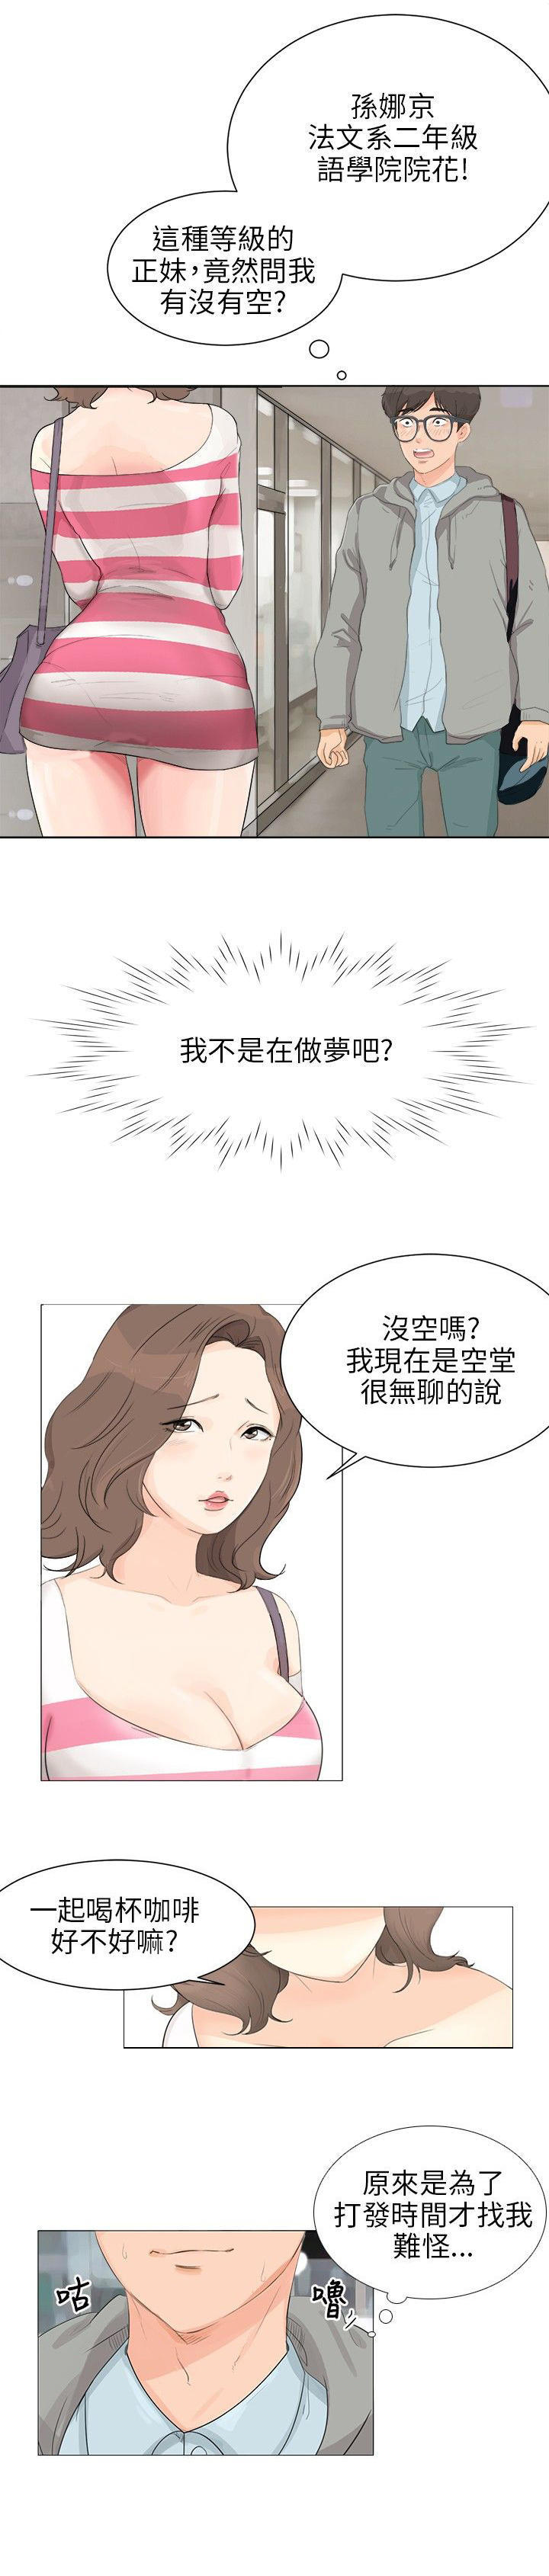 孫娜京
法文系二年級
語學院院花!
這種等級的
正妹,竟然問我
有沒有空?
我不是在做夢吧?
沒空嗎?
我現在是空堂
很無聊的說
一起喝杯咖啡
好不好嘛?
原來是為了
打發時間才找我
難怪...
咕
嚕